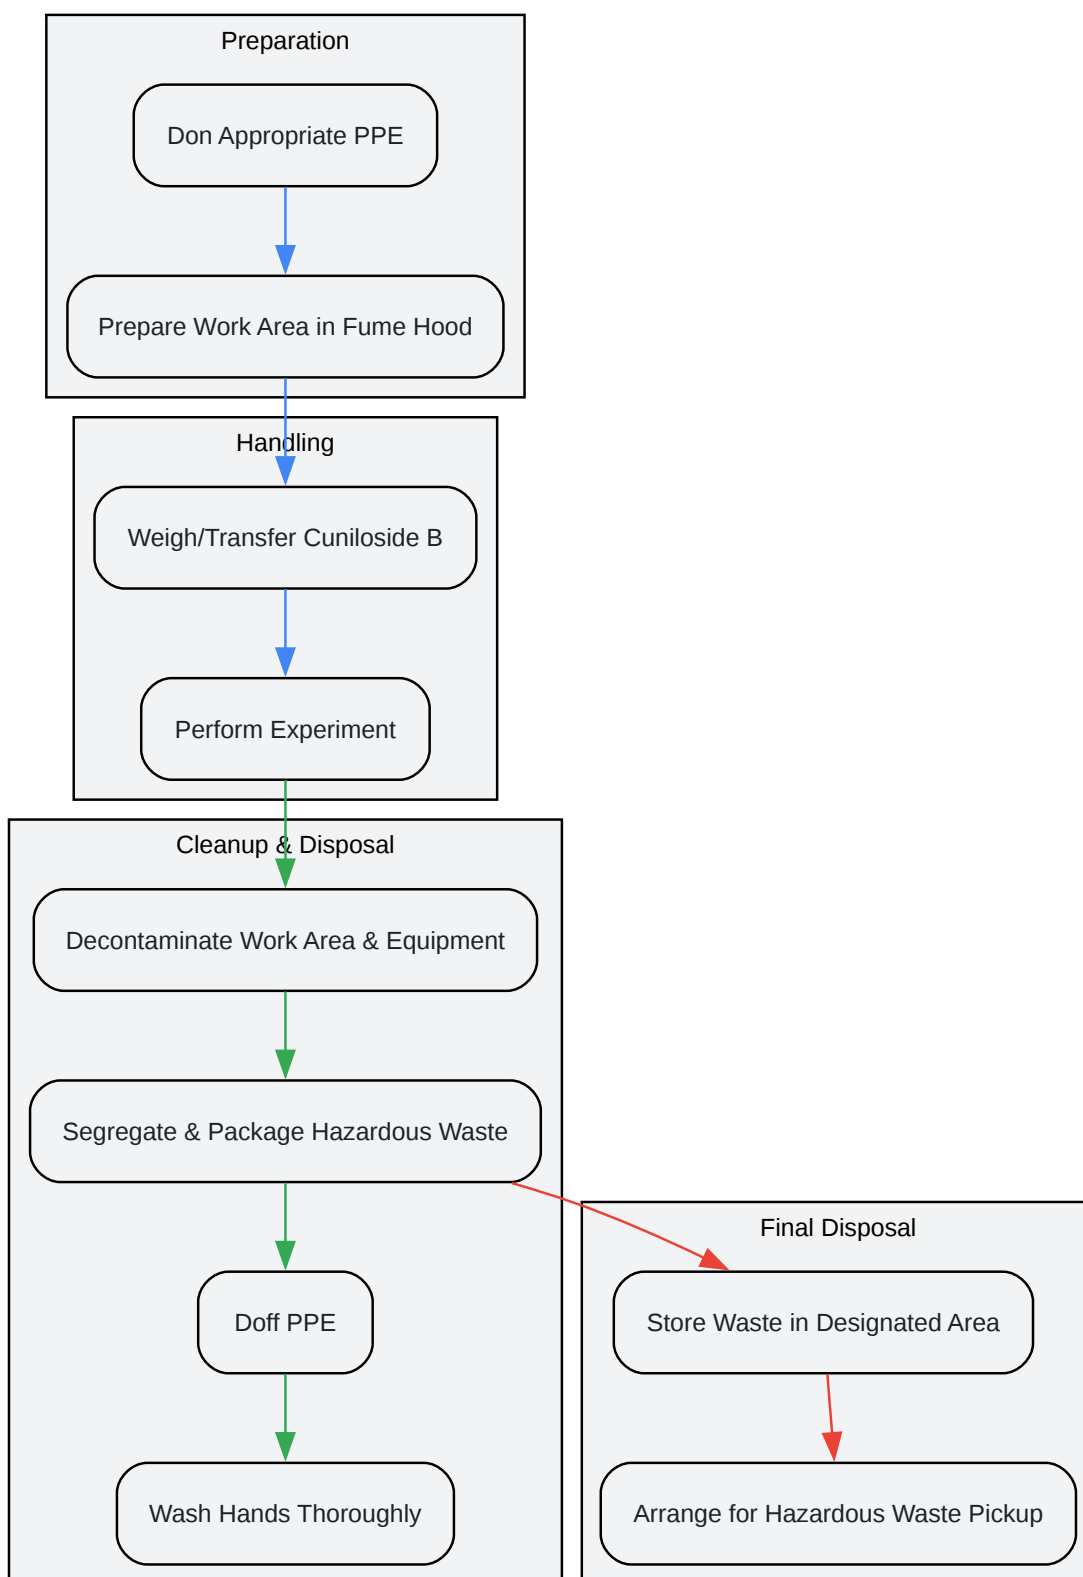 Preparation
Don Appropriate PPE
Prepare Work Area in Fume Hood
Handling
Weigh/Transfer Cuniloside B
Perform Experiment
Cleanup & Disposal
Decontaminate Work Area & Equipment
Segregate & Package Hazardous Waste
Doff PPE
Wash Hands Thoroughly
Final Disposal
Store Waste in Designated Area
Arrange for Hazardous Waste Pickup